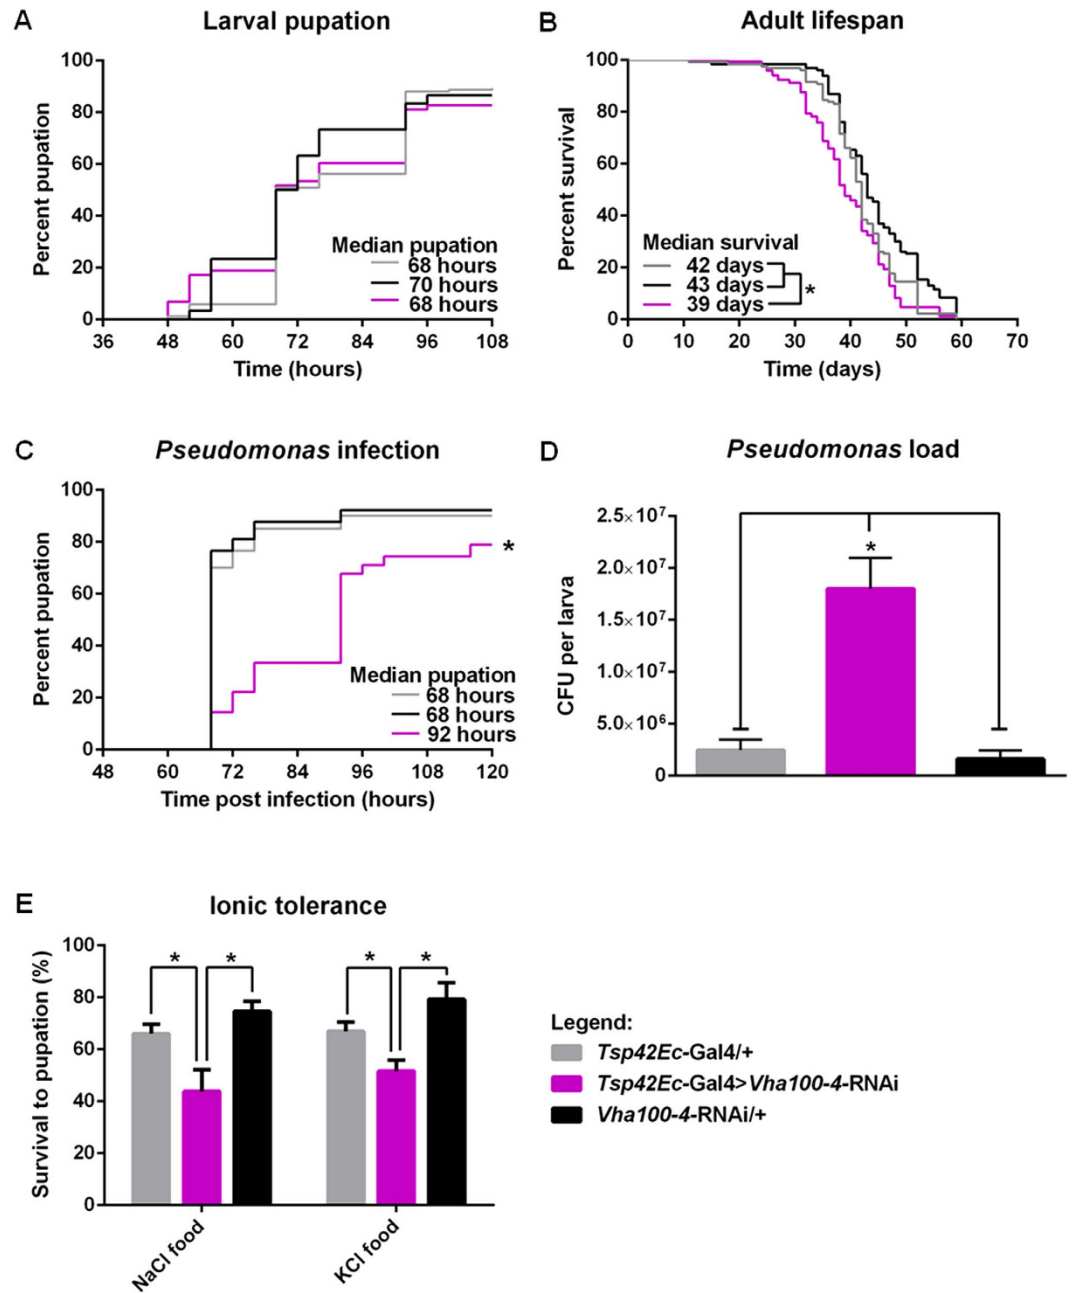 A
Larval pupation
Percent pupation
100
80
60
40
20
0
Median pupation
68 hours
70 hours
68 hours
36 48 60 72 84 96 108
Time (hours)
B
Adult lifespan
Percent survival
100
80
60
40
20
0
Median survival
42 days
43 days
39 days
*
0 10 20 30 40 50 60 70
Time (days)
C
Pseudomonas infection
Percent pupation
100
80
60
40
20
0
*
Median pupation
68 hours
68 hours
92 hours
48 60 72 84 96 108 120
Time post infection (hours)
D
Pseudomonas load
CFU per larva
2.5×10⁷
2.0×10⁷
1.5×10⁷
1.0×10⁷
5.0×10⁶
0
*
E
Ionic tolerance
Survival to pupation (%)
100
80
60
40
20
0
* * * *
NaCl food
KCl food
Legend:
Tsp42Ec-Gal4/+
Tsp42Ec-Gal4>Vha100-4-RNAi
Vha100-4-RNAi/+